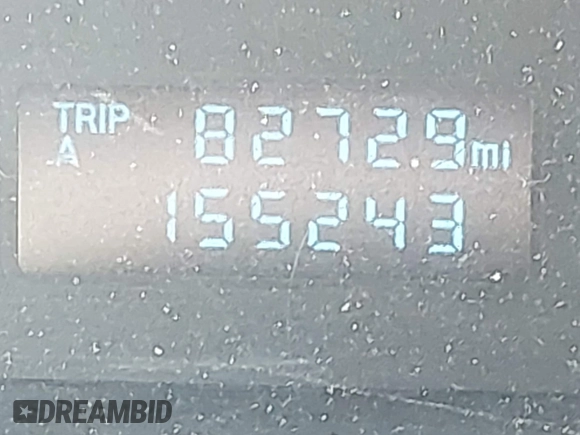 TRIP 8272.9 mi
A
155243
DREAMBID